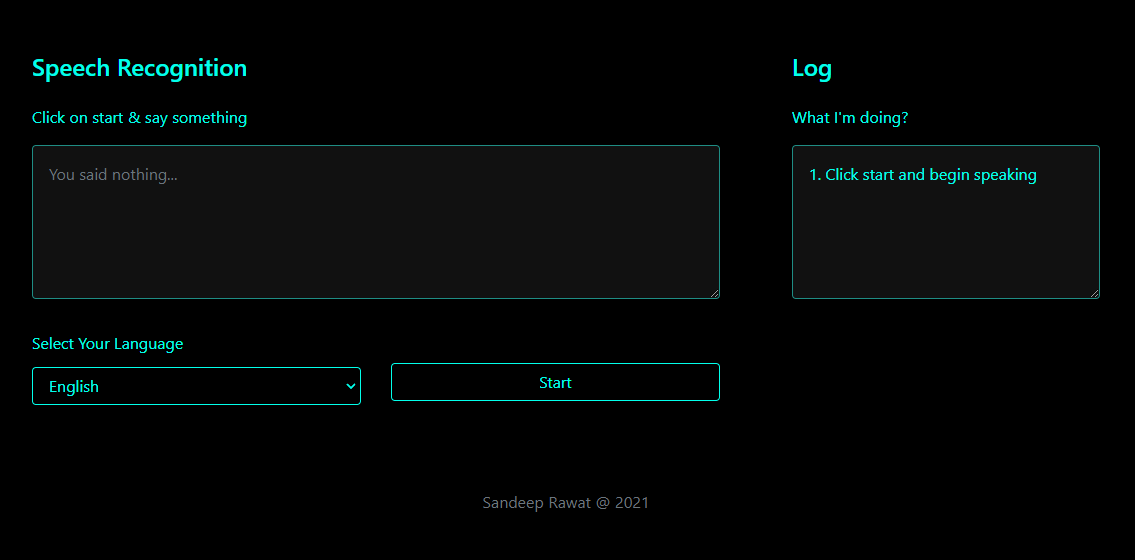 Speech Recognition
Click on start & say something
You said nothing...
Select Your Language
English
Start
Log
What I'm doing?
1. Click start and begin speaking
Sandeep Rawat @ 2021